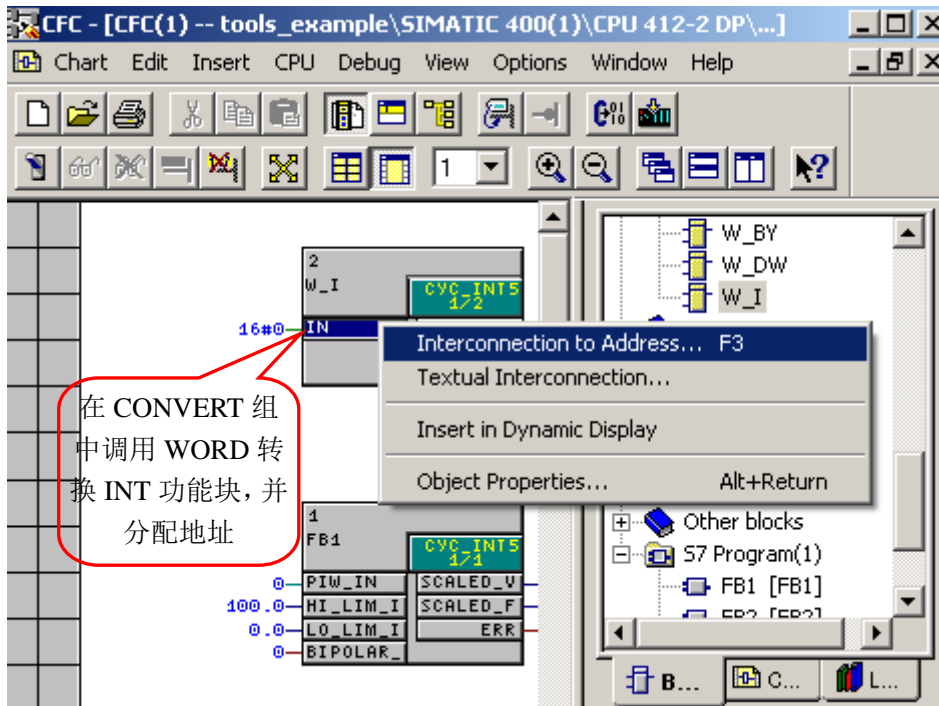 CFC - [CFC(1) -- tools_example\SIMATIC 400(1)\CPU 412-2 DP\...]
Chart Edit Insert CPU Debug View Options Window Help
1
W_BY
W_DW
W_I
2
W_I
CYC_INT5
1/2
16#0
IN
Interconnection to Address... F3
Textual Interconnection...
Insert in Dynamic Display
Object Properties... Alt+Return
在 CONVERT 组
中调用 WORD 转
换 INT 功能块，并
分配地址
Other blocks
S7 Program(1)
FB1 [FB1]
FB2 [FB2]
1
FB1
CYC_INT5
1/1
0 PIW_IN SCALED_V
100.0 HI_LIM_I SCALED_F
0.0 LO_LIM_I ERR
0 BIPOLAR_
B... C... L...